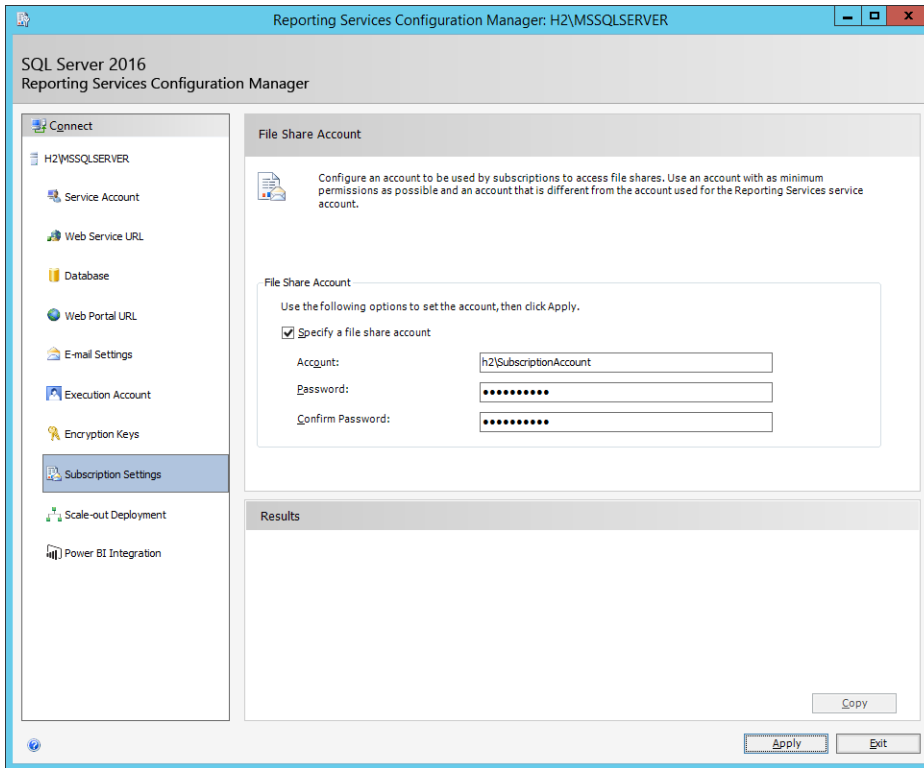 Reporting Services Configuration Manager: H2\MSSQLSERVER
SQL Server 2016
Reporting Services Configuration Manager
Connect
H2\MSSQLSERVER
Service Account
Web Service URL
Database
Web Portal URL
E-mail Settings
Execution Account
Encryption Keys
Subscription Settings
Scale-out Deployment
Power BI Integration
File Share Account
Configure an account to be used by subscriptions to access file shares. Use an account with as minimum
permissions as possible and an account that is different from the account used for the Reporting Services service
account.
File Share Account
Use the following options to set the account, then click Apply.
Specify a file share account
Account:
h2\SubscriptionAccount
Password:
●●●●●●●●●●
Confirm Password:
●●●●●●●●●●
Results
Copy
Apply
Exit